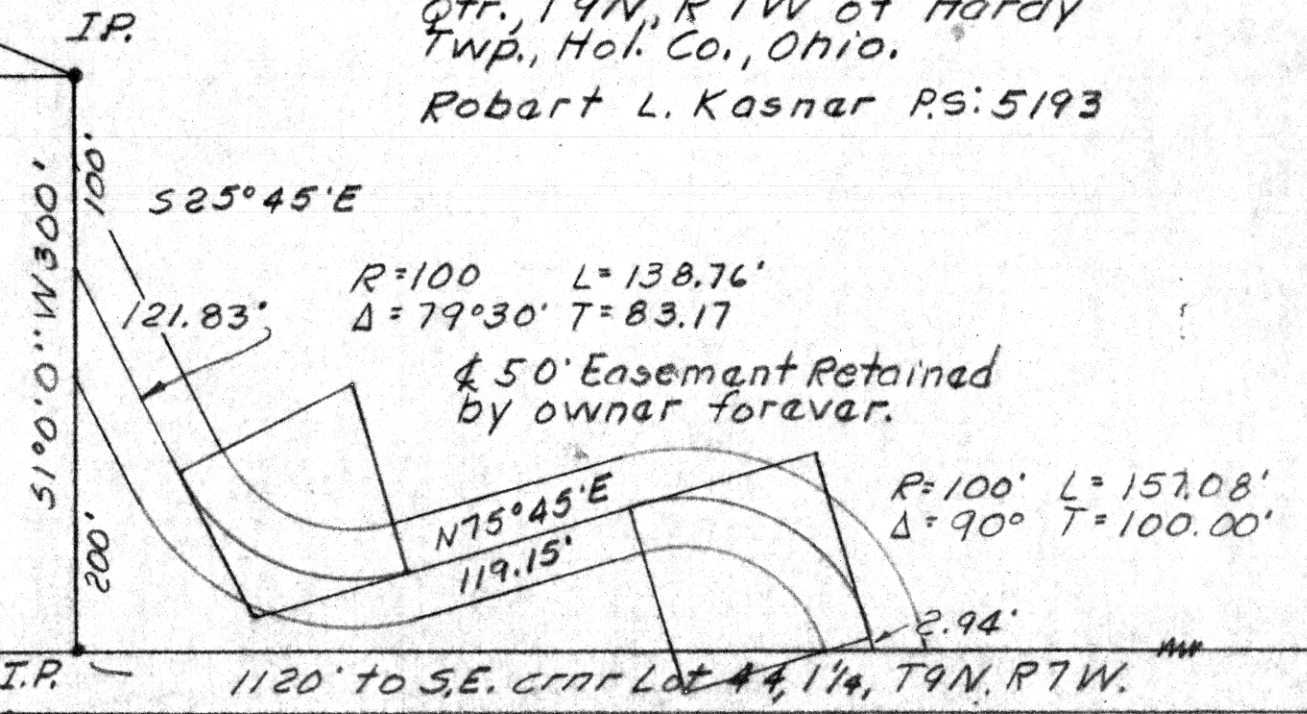 I.P.
Qtr., T9N, R7W of Hardy
Twp., Hol. Co., Ohio.
Robert L. Kasner P.S. 5193
100'
S1°0'0"W 300'
S25°45'E
R=100 L=138.76'
Δ=79°30' T=83.17
121.83'
℄ 50' Easement Retained
by owner forever.
N75°45'E
119.15'
R=100' L=157.08'
Δ=90° T=100.00'
200'
2.94'
I.P.
1120' to S.E. crnr Lot 44, 1¼, T9N. R7W.